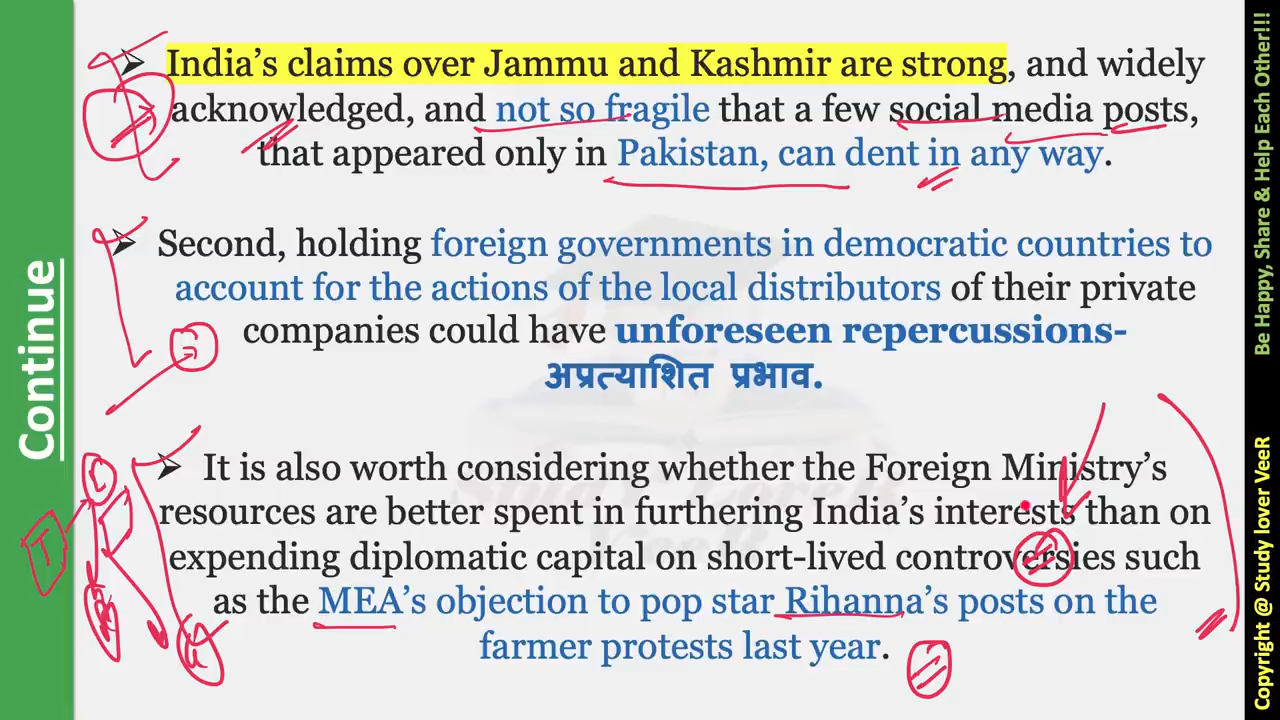 India's claims over Jammu and Kashmir are strong, and widely
acknowledged, and not so fragile that a few social media posts,
that appeared only in Pakistan, can dent in any way.
Second, holding foreign governments in democratic countries to
account for the actions of the local distributors of their private
companies could have unforeseen repercussions-
अप्रत्याशित प्रभाव.
It is also worth considering whether the Foreign Ministry's
resources are better spent in furthering India's interests than on
expending diplomatic capital on short-lived controversies such
as the MEA's objection to pop star Rihanna's posts on the
farmer protests last year.
Continue
Be Happy, Share & Help Each Other!!!
Copyright @ Study lover VeeR